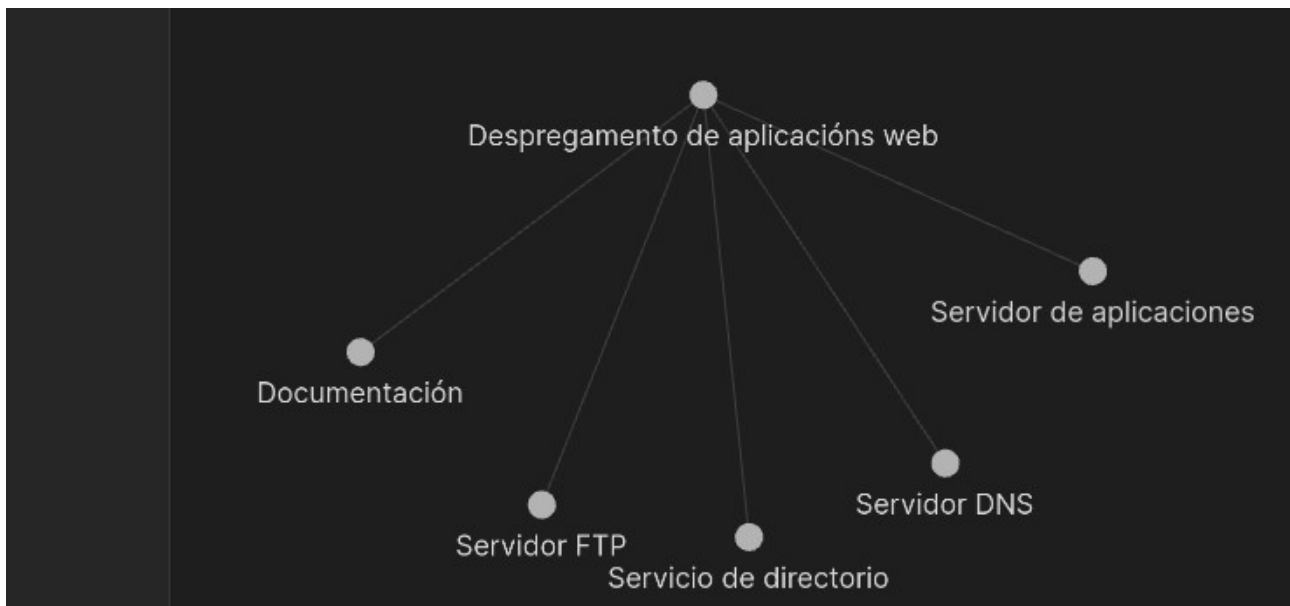 Despregamento de aplicacións web
Servidor de aplicaciones
Documentación
Servidor DNS
Servidor FTP
Servicio de directorio